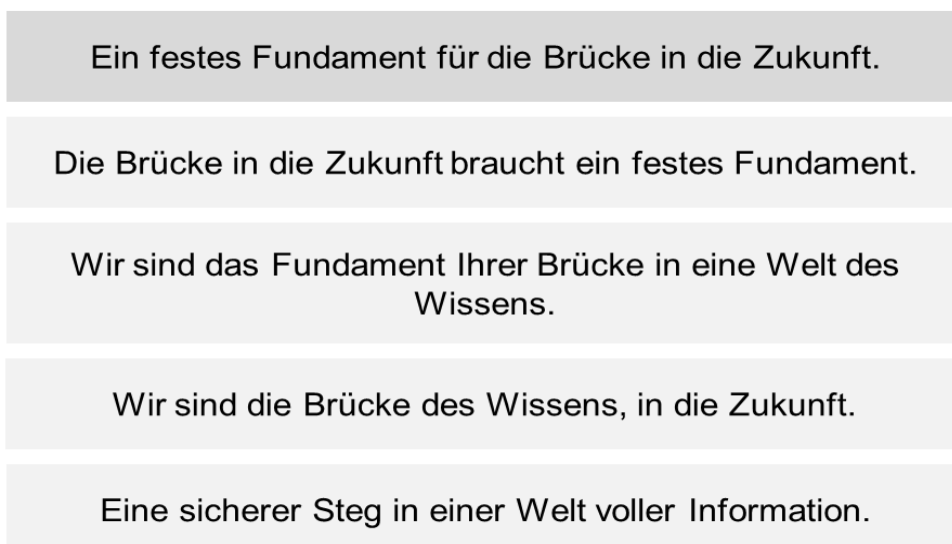 Ein festes Fundament für die Brücke in die Zukunft.
Die Brücke in die Zukunft braucht ein festes Fundament.
Wir sind das Fundament Ihrer Brücke in eine Welt des
Wissens.
Wir sind die Brücke des Wissens, in die Zukunft.
Eine sicherer Steg in einer Welt voller Information.